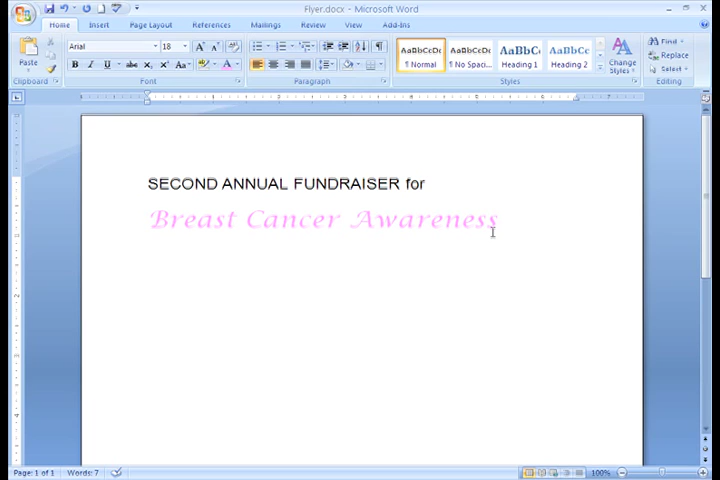 Flyer.docx - Microsoft Word
Home Insert Page Layout References Mailings Review View Add-Ins
Arial 18
Paste
Clipboard Font Paragraph Styles Editing
AaBbCcDc AaBbCcDc AaBbC AaBbCc
¶ Normal ¶ No Spaci... Heading 1 Heading 2
Change Styles
Find
Replace
Select
SECOND ANNUAL FUNDRAISER for
Breast Cancer Awareness
Page: 1 of 1 Words: 7 100%